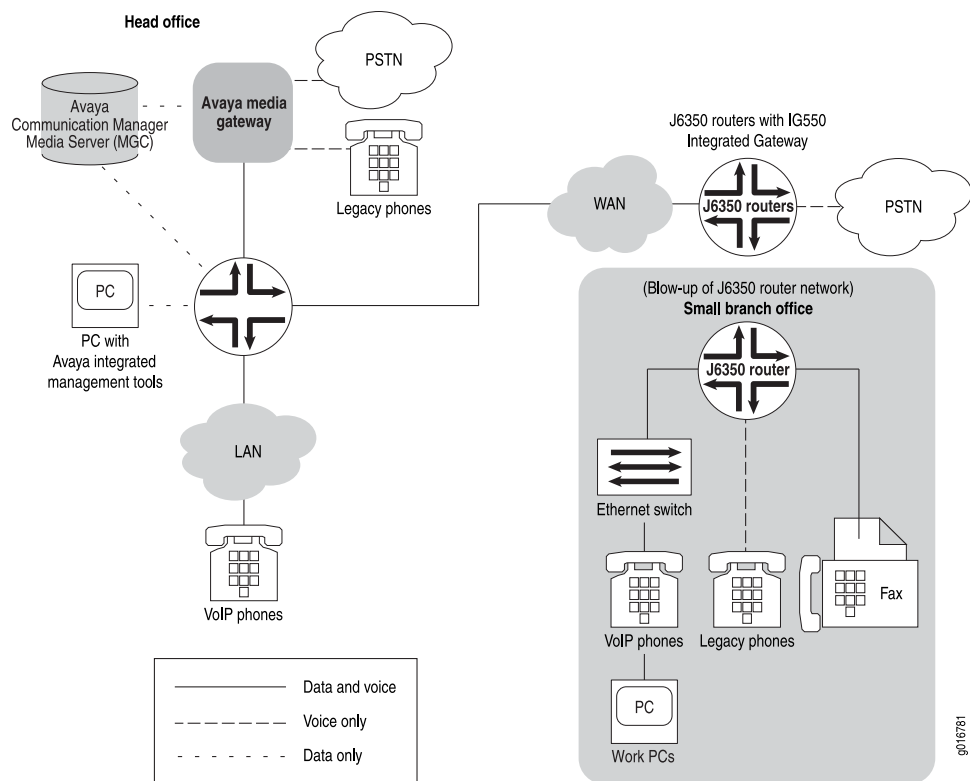 Head office
PSTN
Avaya
Communication Manager
Media Server (MGC)
Avaya media
gateway
Legacy phones
J6350 routers with IG550
Integrated Gateway
WAN
J6350 routers
PSTN
PC
PC with
Avaya integrated
management tools
LAN
VoIP phones
(Blow-up of J6350 router network)
Small branch office
J6350 router
Ethernet switch
VoIP phones
Legacy phones
Fax
PC
Work PCs
Data and voice
Voice only
Data only
g016781